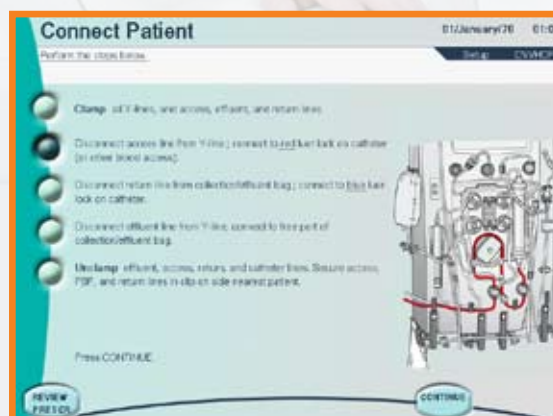 Connect Patient
01/January/70 01:0
Perform the steps below.
Setup CVVHDF
Clamp all Y-lines, and access, effluent, and return lines.
Disconnect access line from Y-line; connect to red luer lock on catheter
(or other blood access).
Disconnect return line from collection/effluent bag; connect to blue luer
lock on catheter.
Disconnect effluent line from Y-line, connect to free port of
collection/effluent bag.
Unclamp effluent, access, return, and catheter lines. Secure access,
PBP, and return lines in clip on side nearest patient.
Press CONTINUE.
REVIEW
PRESCR
CONTINUE